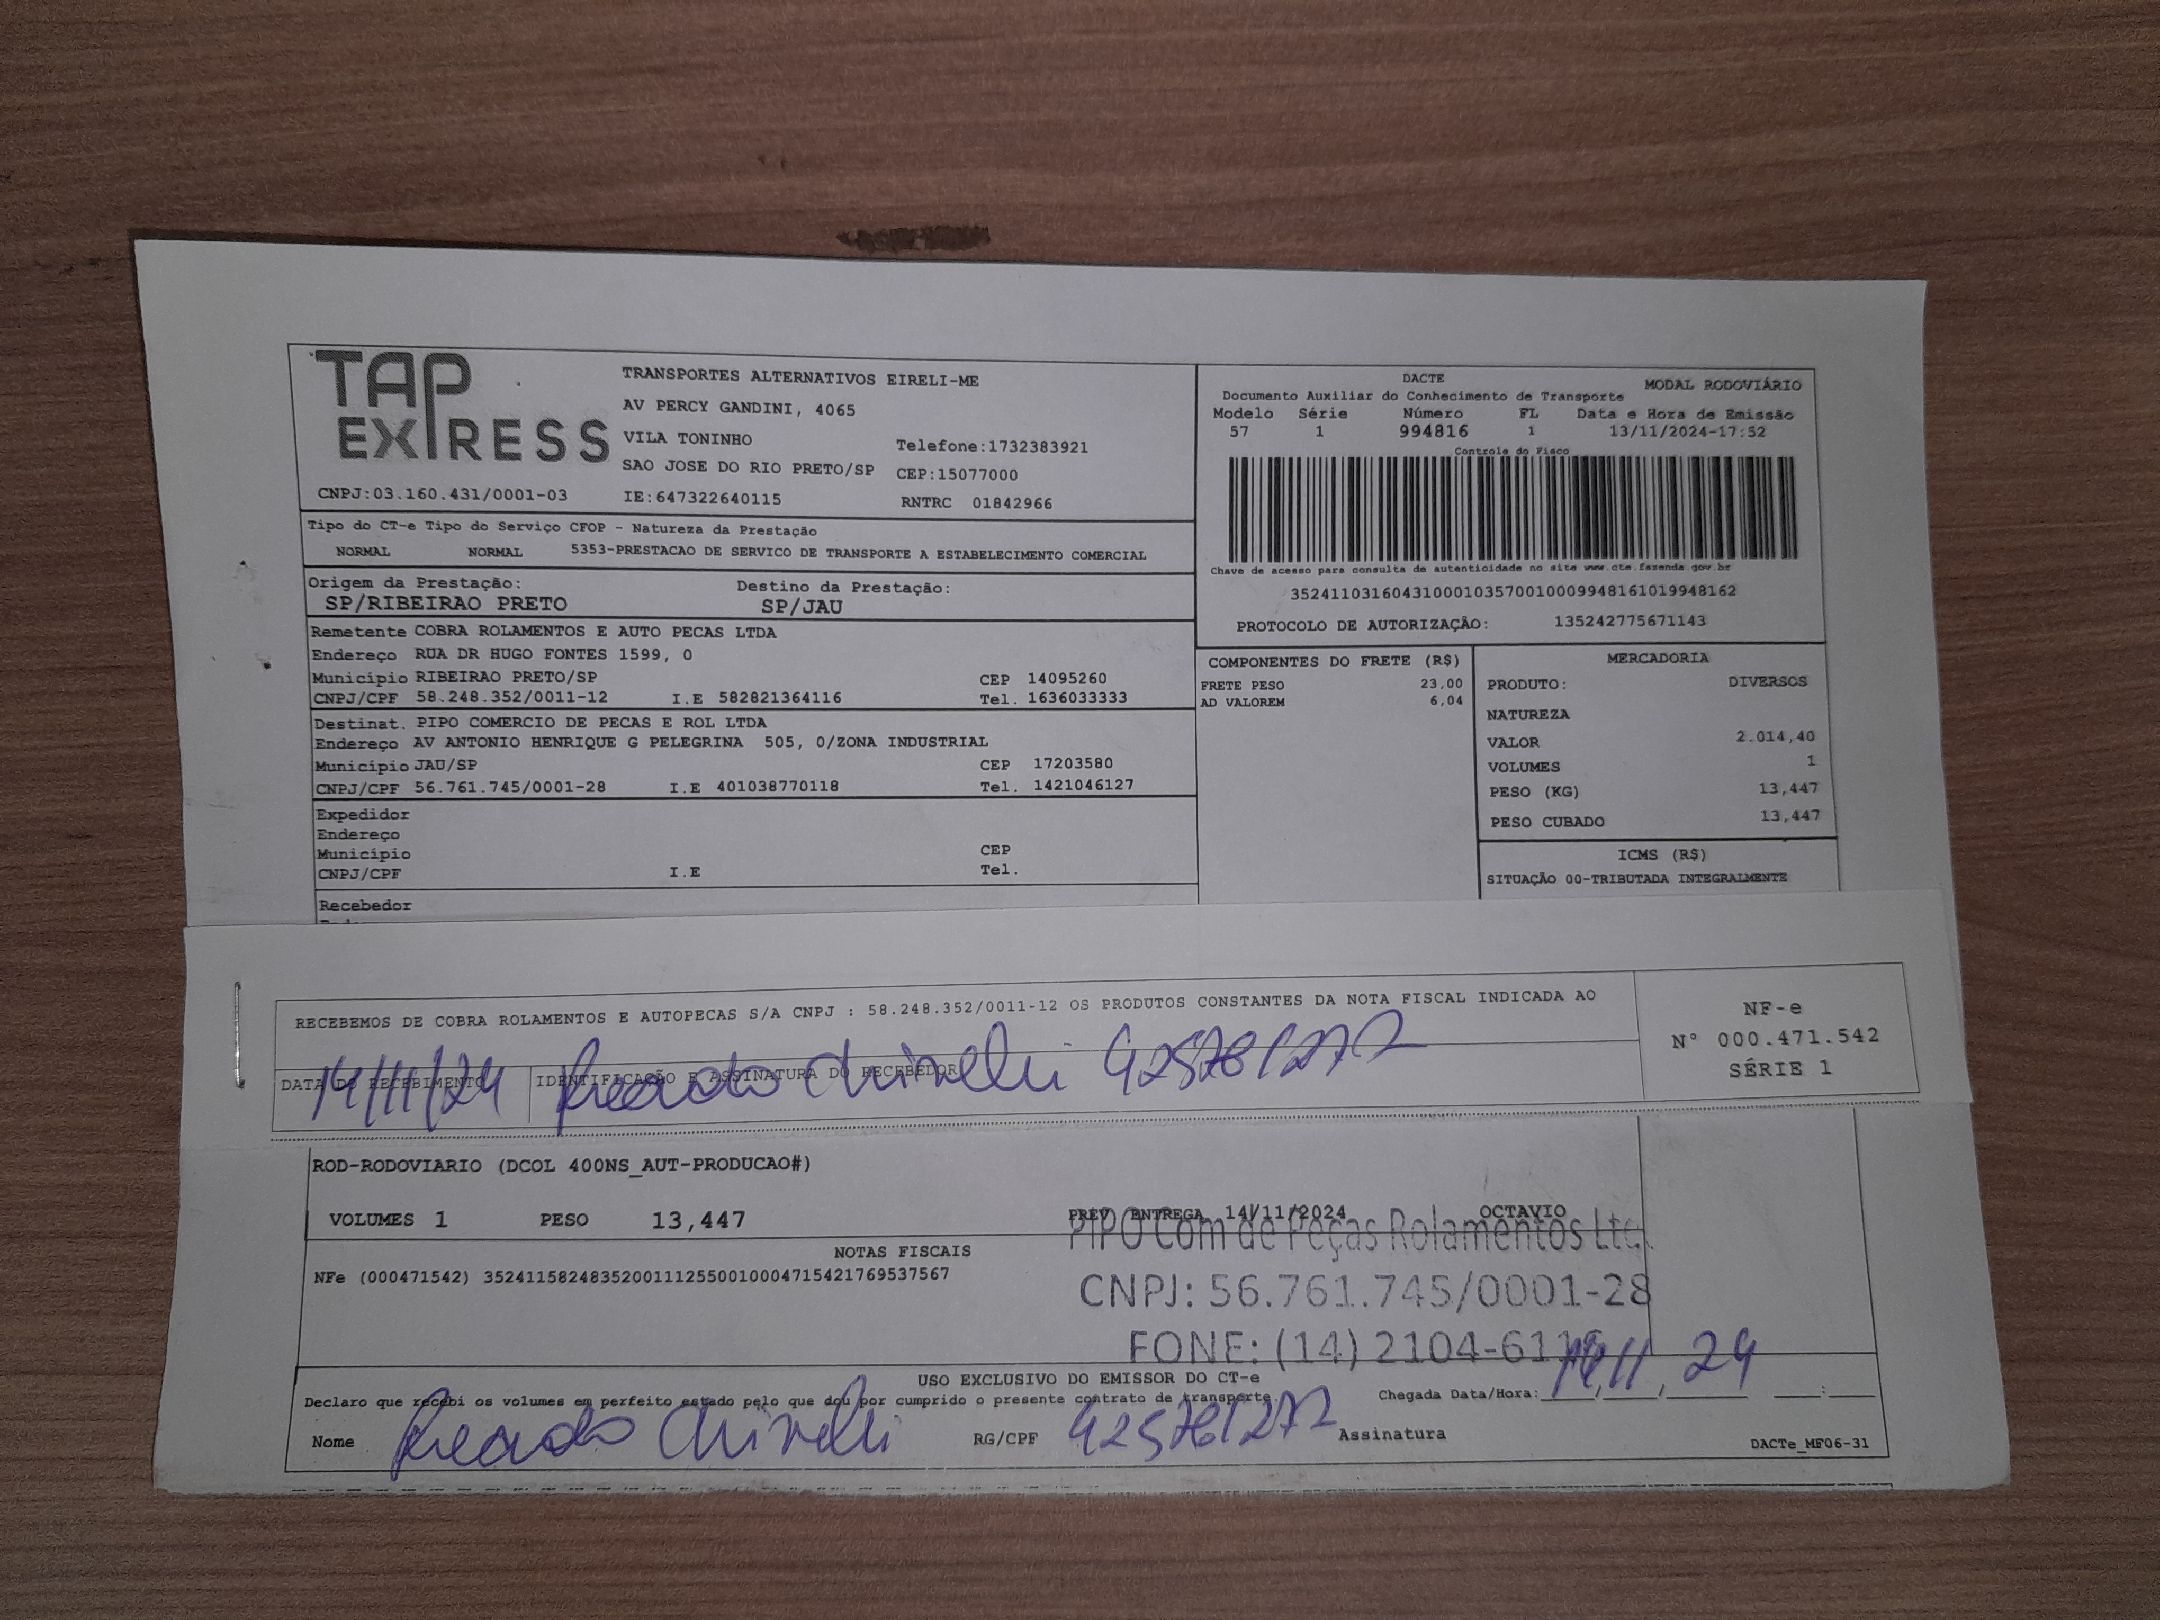 TAP
EXPRESS
TRANSPORTES ALTERNATIVOS EIRELI-ME
AV PERCY GANDINI, 4065
VILA TONINHO
Telefone:1732383921
SAO JOSE DO RIO PRETO/SP
CEP:15077000
CNPJ:03.160.431/0001-03
IE:647322640115
RNTRC 01842966
DACTE
MODAL RODOVIÁRIO
Documento Auxiliar do Conhecimento de Transporte
Modelo Série Número FL Data e Hora de Emissão
57 1 994816 1 13/11/2024-17:52
Controle do Fisco
Chave de acesso para consulta de autenticidade no site www.cte.fazenda.gov.br
35241103160431000103570010009948161019948162
PROTOCOLO DE AUTORIZAÇÃO: 135242775671143
Tipo do CT-e Tipo do Serviço CFOP - Natureza da Prestação
NORMAL NORMAL 5353-PRESTACAO DE SERVICO DE TRANSPORTE A ESTABELECIMENTO COMERCIAL
Origem da Prestação: Destino da Prestação:
SP/RIBEIRAO PRETO SP/JAU
Remetente COBRA ROLAMENTOS E AUTO PECAS LTDA
Endereço RUA DR HUGO FONTES 1599, 0
Município RIBEIRAO PRETO/SP CEP 14095260
CNPJ/CPF 58.248.352/0011-12 I.E 582821364116 Tel. 1636033333
Destinat. PIPO COMERCIO DE PECAS E ROL LTDA
Endereço AV ANTONIO HENRIQUE G PELEGRINA 505, 0/ZONA INDUSTRIAL
Município JAU/SP CEP 17203580
CNPJ/CPF 56.761.745/0001-28 I.E 401038770118 Tel. 1421046127
Expedidor
Endereço
Município CEP
CNPJ/CPF I.E Tel.
Recebedor
COMPONENTES DO FRETE (R$)
FRETE PESO 23,00
AD VALOREM 6,04
MERCADORIA
PRODUTO: DIVERSOS
NATUREZA
VALOR 2.014,40
VOLUMES 1
PESO (KG) 13,447
PESO CUBADO 13,447
ICMS (R$)
SITUAÇÃO 00-TRIBUTADA INTEGRALMENTE
RECEBEMOS DE COBRA ROLAMENTOS E AUTOPECAS S/A CNPJ : 58.248.352/0011-12 OS PRODUTOS CONSTANTES DA NOTA FISCAL INDICADA AO
DATA DO RECEBIMENTO IDENTIFICAÇÃO E ASSINATURA DO RECEBEDOR
14/11/24 425781272
NF-e
N° 000.471.542
SÉRIE 1
ROD-RODOVIARIO (DCOL 400NS_AUT-PRODUCAO#)
VOLUMES 1 PESO 13,447 PREV ENTREGA 14/11/2024 OCTAVIO
PIPO Com de Peças Rolamentos Ltda
NOTAS FISCAIS
NFe (000471542) 35241158248352001112550010004715421769537567
CNPJ: 56.761.745/0001-28
FONE: (14) 2104-61
USO EXCLUSIVO DO EMISSOR DO CT-e
Declaro que recebi os volumes em perfeito estado pelo que dou por cumprido o presente contrato de transporte. Chegada Data/Hora: 14/11/24
Nome RG/CPF 425781272 Assinatura
DACTe_MF06-31